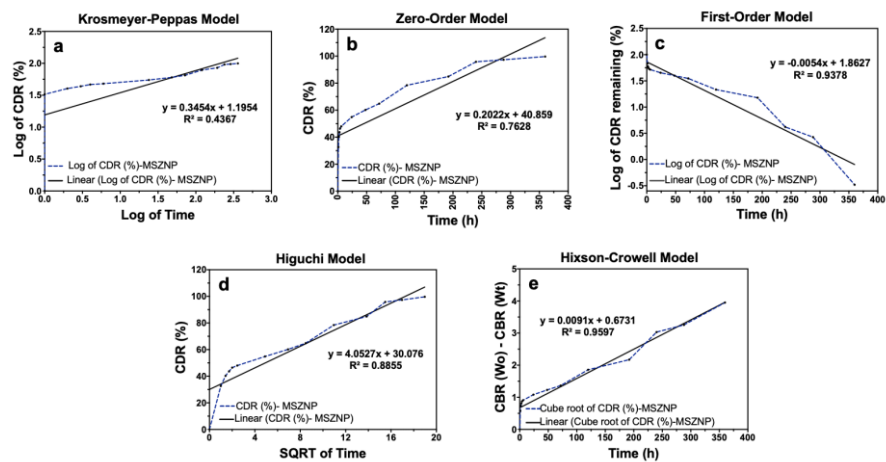 Krosmeyer-Peppas Model
a
Log of CDR (%)
2.5
2.0
1.5
1.0
0.5
0.0
y = 0.3454x + 1.1954
R² = 0.4367
Log of CDR (%)-MSZNP
Linear (Log of CDR (%)- MSZNP)
0.0 0.5 1.0 1.5 2.0 2.5 3.0
Log of Time
Zero-Order Model
b
CDR (%)
120
100
80
60
40
20
0
y = 0.2022x + 40.859
R² = 0.7628
CDR (%)-MSZNP
Linear (CDR (%)- MSZNP)
0 50 100 150 200 250 300 350 400
Time (h)
First-Order Model
c
Log of CDR remaining (%)
2.0
1.5
1.0
0.5
0.0
-0.5
y = -0.0054x + 1.8627
R² = 0.9378
Log of CDR (%)-MSZNP
Linear (Log of CDR (%)- MSZNP)
0 50 100 150 200 250 300 350 400
Time (h)
Higuchi Model
d
CDR (%)
120
100
80
60
40
20
0
y = 4.0527x + 30.076
R² = 0.8855
CDR (%)- MSZNP
Linear (CDR (%)- MSZNP)
0 4 8 12 16 20
SQRT of Time
Hixson-Crowell Model
e
CBR (Wo) - CBR (Wt)
5
4
3
2
1
0
y = 0.0091x + 0.6731
R² = 0.9597
Cube root of CDR (%)-MSZNP
Linear (Cube root of CDR (%)-MSZNP)
0 50 100 150 200 250 300 350 400
Time (h)